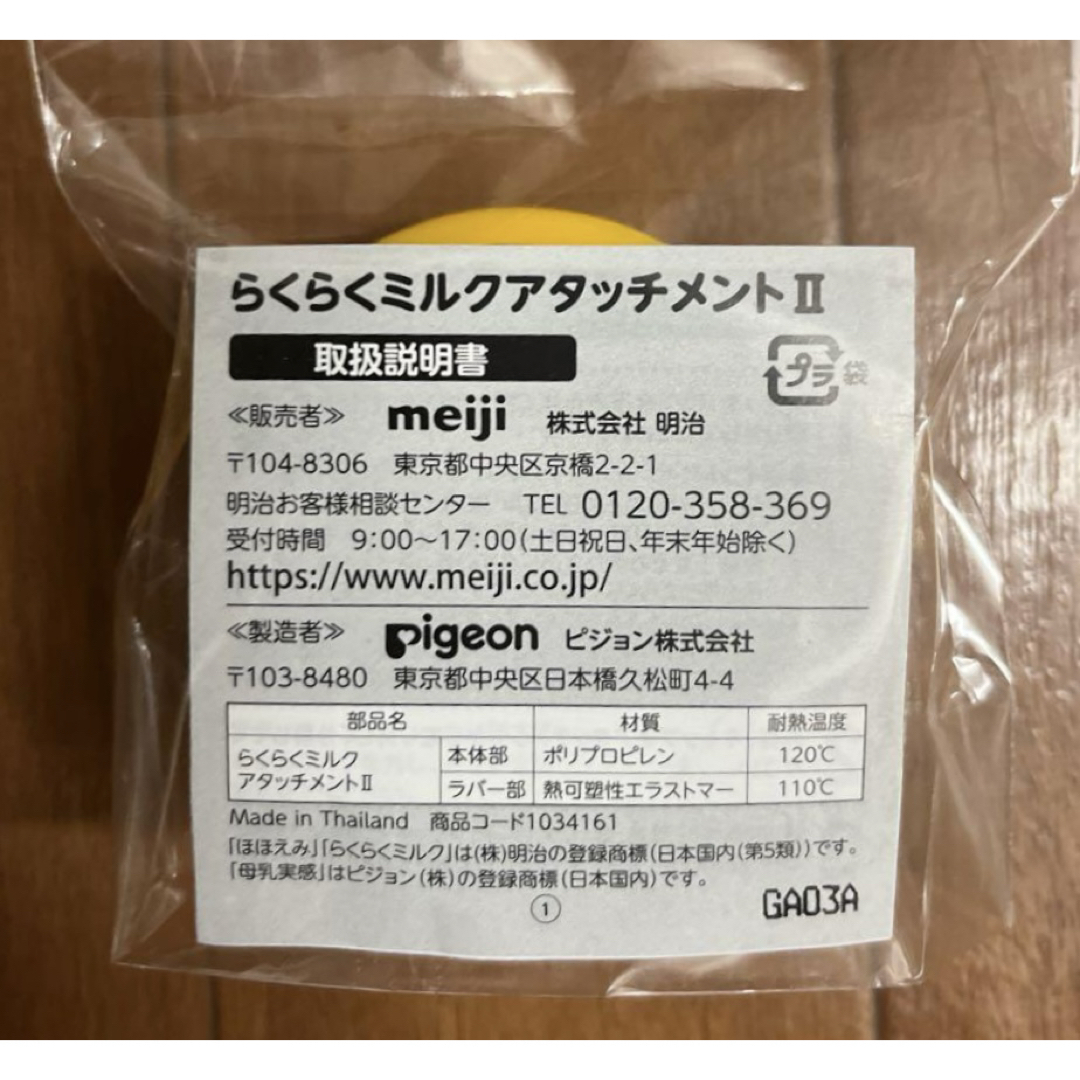 らくらくミルクアタッチメントⅡ
取扱説明書
プラ 袋
≪販売者≫ meiji 株式会社 明治
〒104-8306 東京都中央区京橋2-2-1
明治お客様相談センター TEL 0120-358-369
受付時間 9:00～17:00(土日祝日、年末年始除く)
https://www.meiji.co.jp/
≪製造者≫ pigeon ピジョン株式会社
〒103-8480 東京都中央区日本橋久松町4-4
部品名 材質 耐熱温度
らくらくミルク 本体部 ポリプロピレン 120℃
アタッチメントⅡ ラバー部 熱可塑性エラストマー 110℃
Made in Thailand 商品コード1034161
「ほほえみ」「らくらくミルク」は(株)明治の登録商標(日本国内(第5類))です。
「母乳実感」はピジョン(株)の登録商標(日本国内)です。
① GA03A